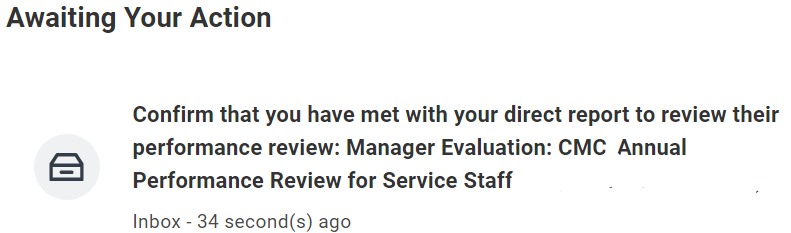 Awaiting Your Action
Confirm that you have met with your direct report to review their
performance review: Manager Evaluation: CMC Annual
Performance Review for Service Staff
Inbox - 34 second(s) ago